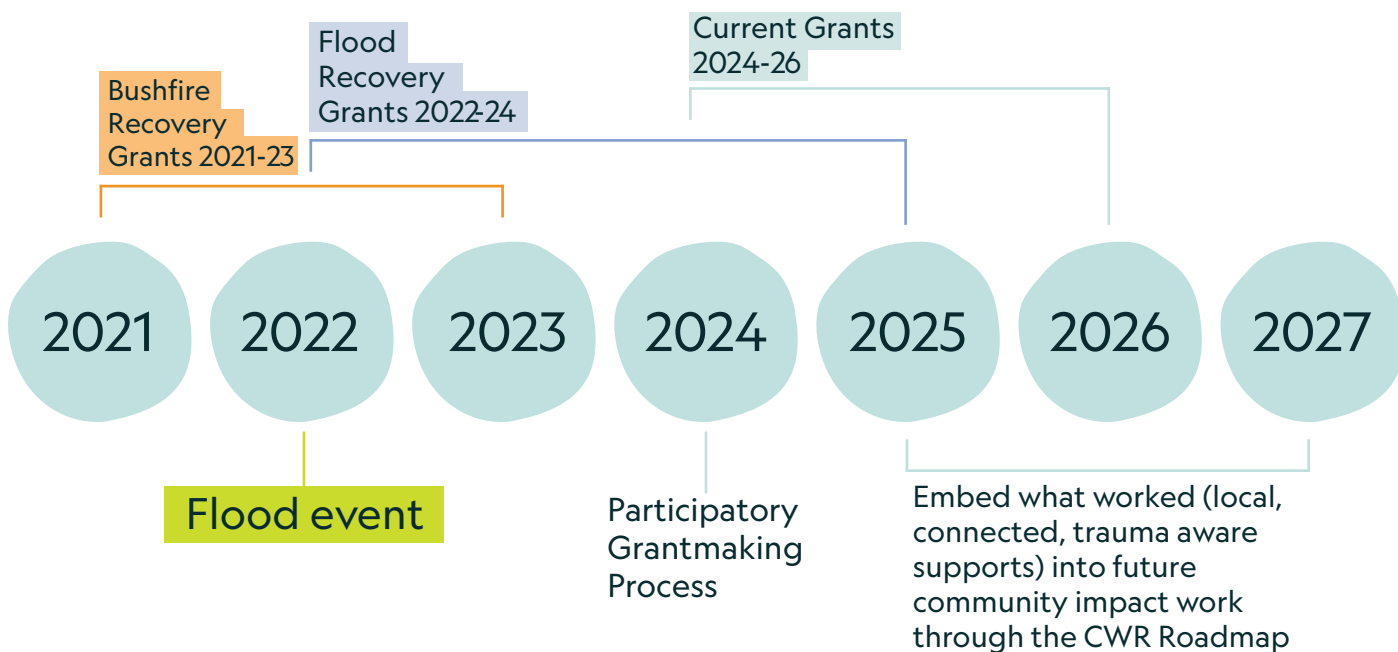 Bushfire
Recovery
Grants 2021-23
Flood
Recovery
Grants 2022-24
Current Grants
2024-26
2021
2022
2023
2024
2025
2026
2027
Flood event
Participatory
Grantmaking
Process
Embed what worked (local,
connected, trauma aware
supports) into future
community impact work
through the CWR Roadmap